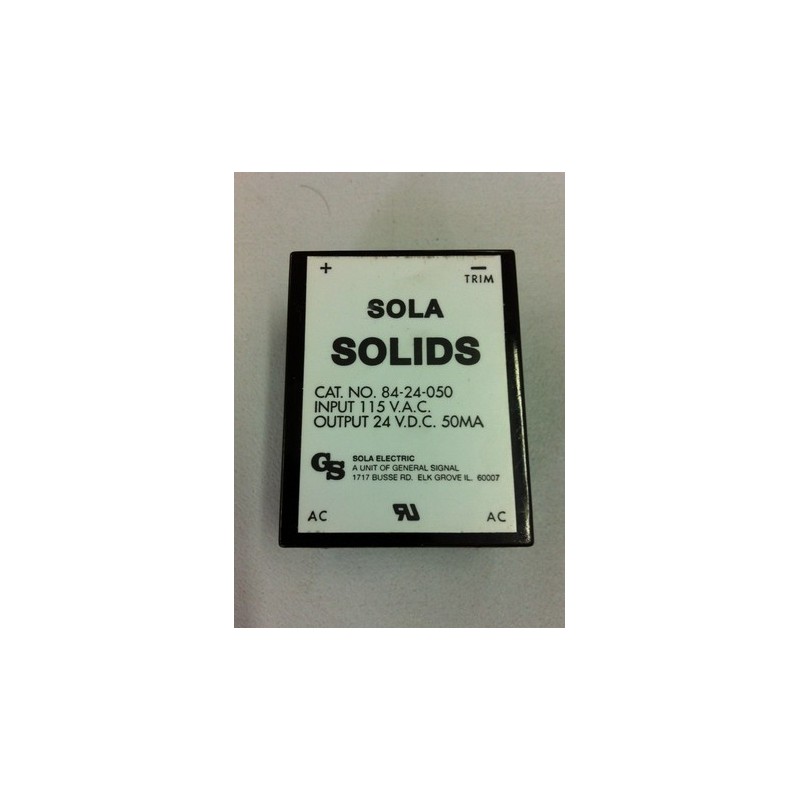 + −
TRIM
SOLA
SOLIDS
CAT. NO. 84-24-050
INPUT 115 V.A.C.
OUTPUT 24 V.D.C. 50MA
GS
SOLA ELECTRIC
A UNIT OF GENERAL SIGNAL
1717 BUSSE RD. ELK GROVE IL. 60007
AC RU AC